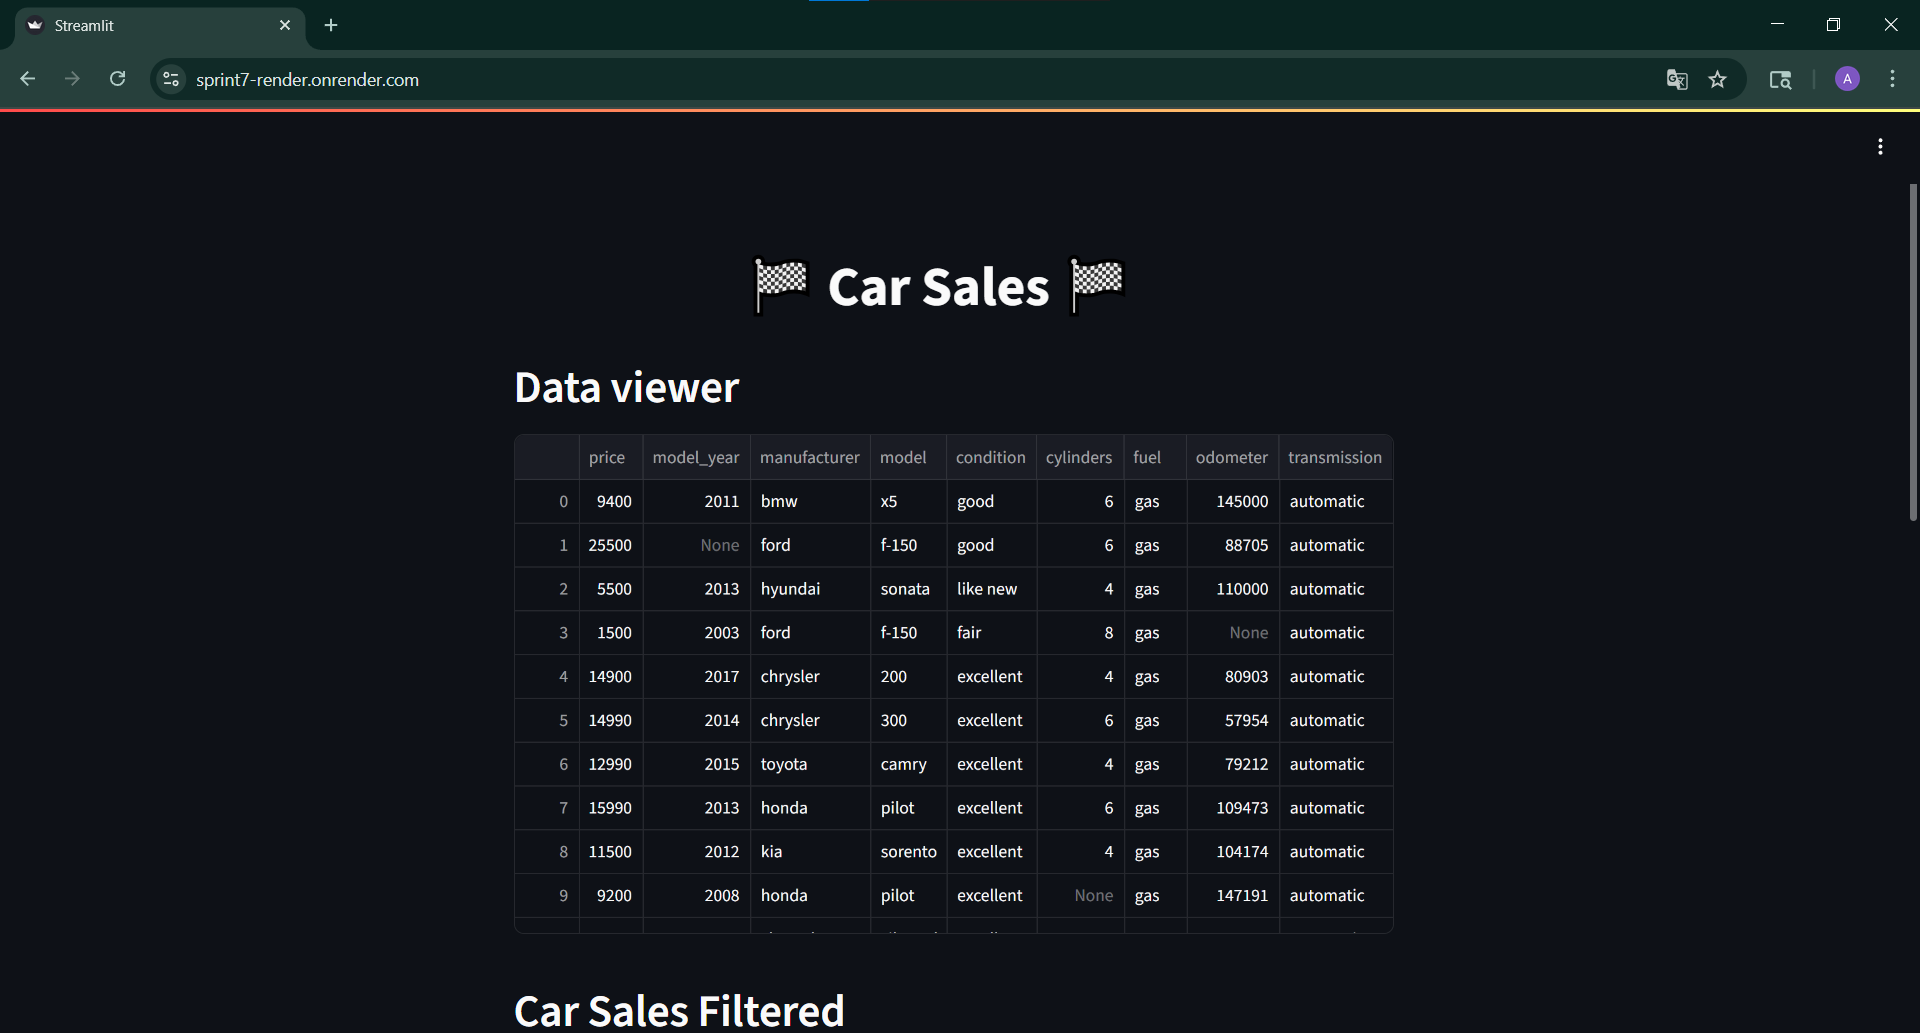 Streamlit
sprint7-render.onrender.com
A
Car Sales
Data viewer
price model_year manufacturer model condition cylinders fuel odometer transmission
0 9400 2011 bmw x5 good 6 gas 145000 automatic
1 25500 None ford f-150 good 6 gas 88705 automatic
2 5500 2013 hyundai sonata like new 4 gas 110000 automatic
3 1500 2003 ford f-150 fair 8 gas None automatic
4 14900 2017 chrysler 200 excellent 4 gas 80903 automatic
5 14990 2014 chrysler 300 excellent 6 gas 57954 automatic
6 12990 2015 toyota camry excellent 4 gas 79212 automatic
7 15990 2013 honda pilot excellent 6 gas 109473 automatic
8 11500 2012 kia sorento excellent 4 gas 104174 automatic
9 9200 2008 honda pilot excellent None gas 147191 automatic
Car Sales Filtered